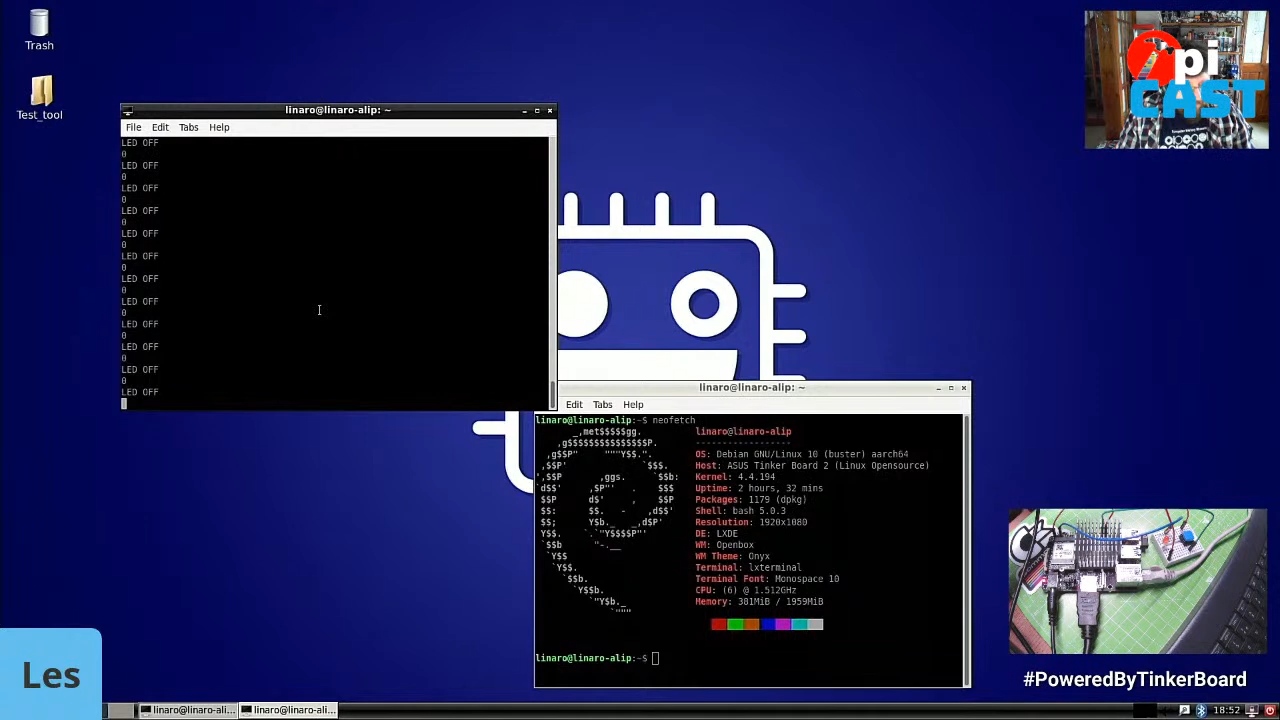 Trash
Test_tool
linaro@linaro-alip: ~
File Edit Tabs Help
LED OFF
0
LED OFF
0
LED OFF
0
LED OFF
0
LED OFF
0
LED OFF
0
LED OFF
0
LED OFF
0
LED OFF
0
LED OFF
0
LED OFF
0
LED OFF
pi
CAST
linaro@linaro-alip: ~
Edit Tabs Help
linaro@linaro-alip:~$ neofetch
_,met$$$$$gg.
,g$$$$$$$$$$$$$$$P.
,g$$P" """Y$$.".
,$$P' `$$$.
',$$P ,ggs. `$$b:
`d$$' ,$P"' . $$$
$$P d$' , $$P
$$: $$. - ,d$$'
$$; Y$b._ _,d$P'
Y$$. `.`"Y$$$$P"'
`$$b "-.__
`Y$$
`Y$$.
`$$b.
`Y$$b.
`"Y$b._
`"""
linaro@linaro-alip
------------------
OS: Debian GNU/Linux 10 (buster) aarch64
Host: ASUS Tinker Board 2 (Linux Opensource)
Kernel: 4.4.194
Uptime: 2 hours, 32 mins
Packages: 1179 (dpkg)
Shell: bash 5.0.3
Resolution: 1920x1080
DE: LXDE
WM: Openbox
WM Theme: Onyx
Terminal: lxterminal
Terminal Font: Monospace 10
CPU: (6) @ 1.512GHz
Memory: 381MiB / 1959MiB
linaro@linaro-alip:~$
Les
#PoweredByTinkerBoard
linaro@linaro-ali... linaro@linaro-ali...
18:52